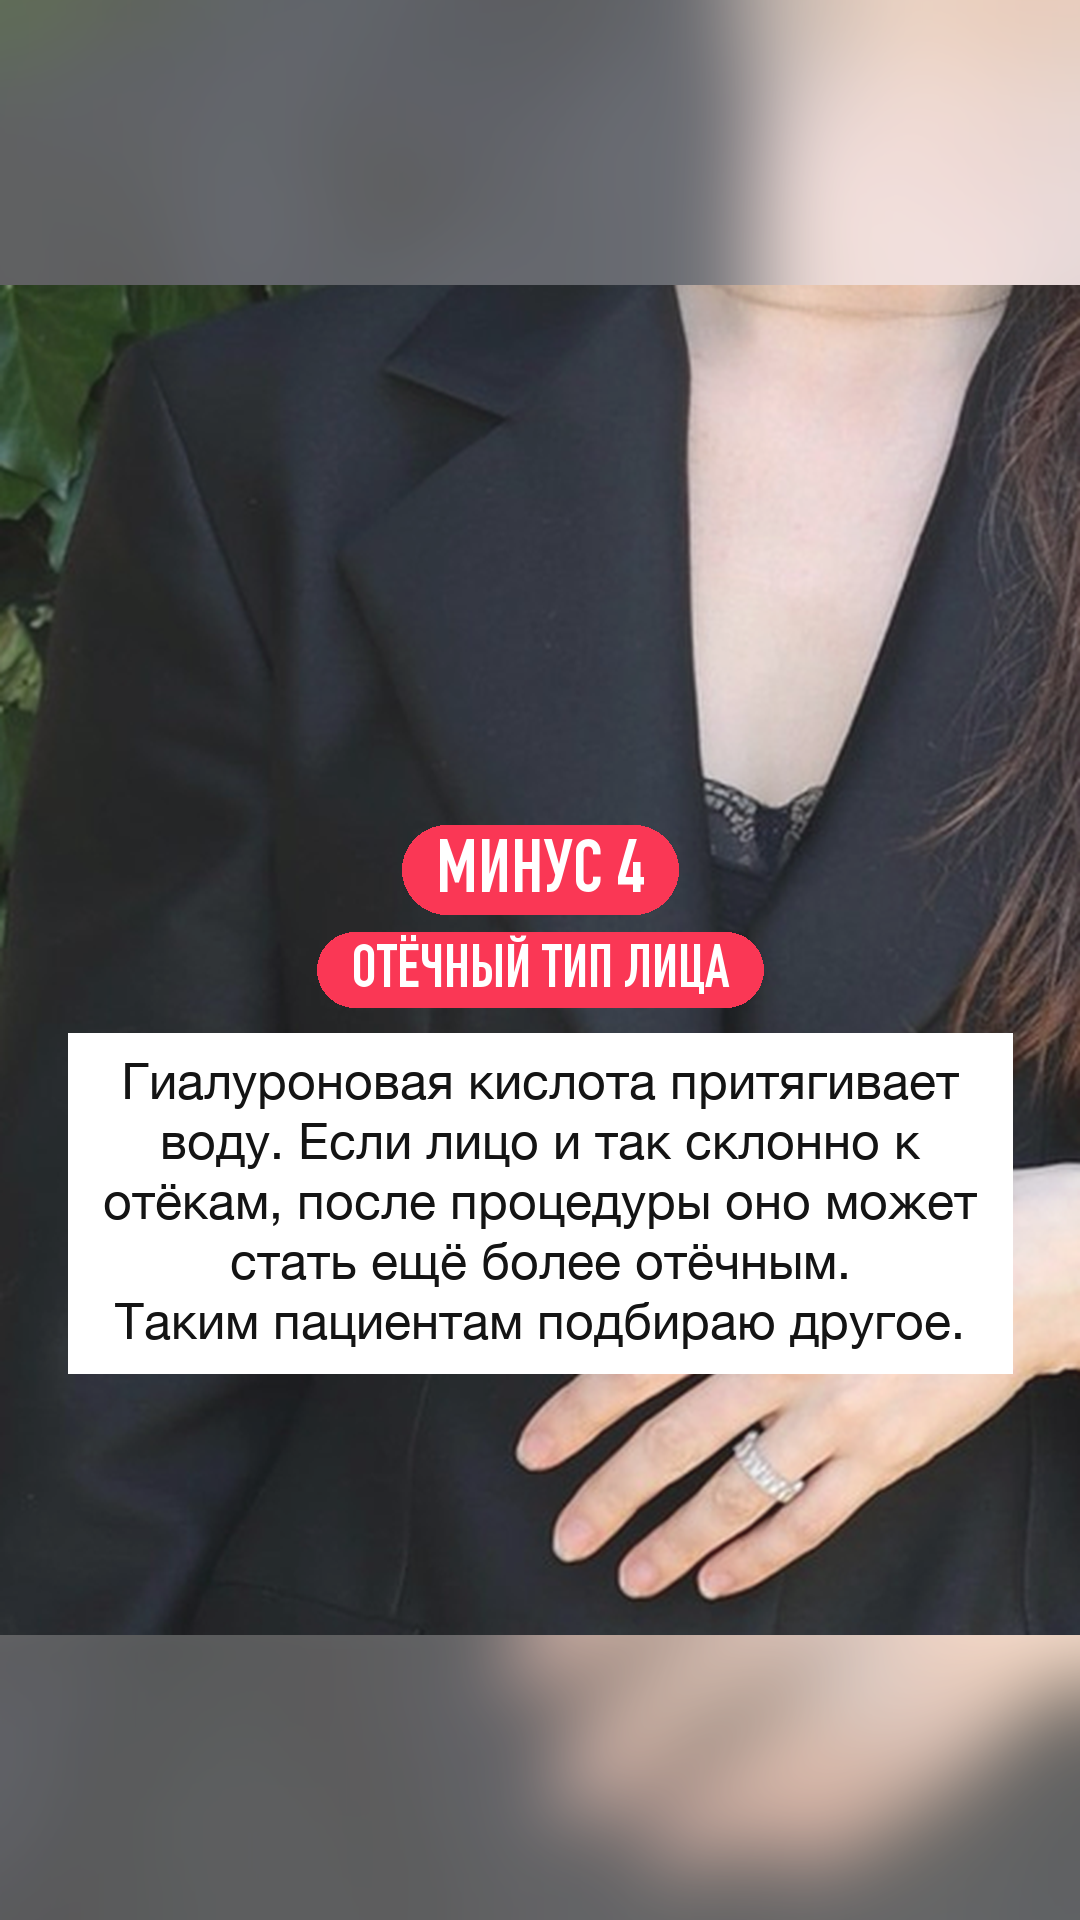 МИНУС 4
ОТЁЧНЫЙ ТИП ЛИЦА
Гиалуроновая кислота притягивает
воду. Если лицо и так склонно к
отёкам, после процедуры оно может
стать ещё более отёчным.
Таким пациентам подбираю другое.